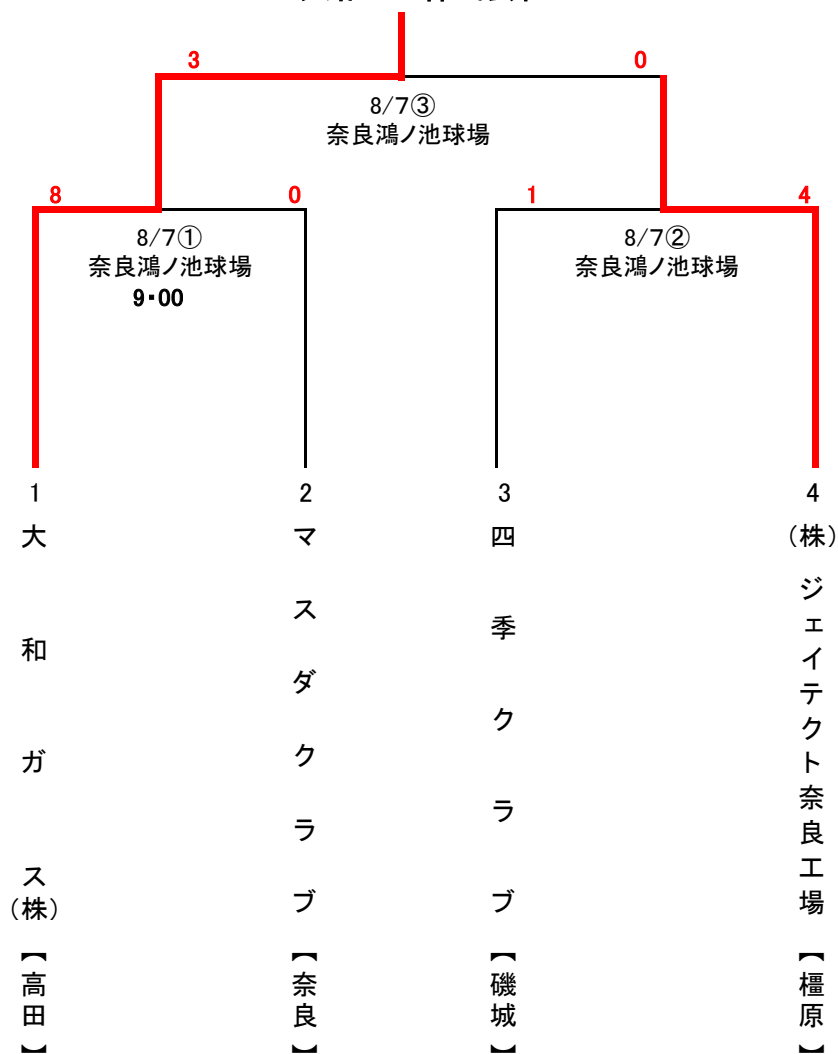 3
0
8/7③
奈良鴻ノ池球場
8
0
1
4
8/7①
奈良鴻ノ池球場
9:00
8/7②
奈良鴻ノ池球場
1
2
3
4
大和ガス(株)【高田】
マスダクラブ【奈良】
四季クラブ【磯城】
(株)ジェイテクト奈良工場【橿原】